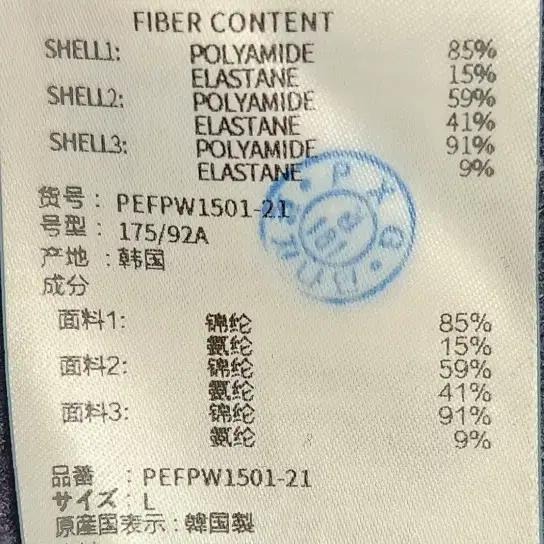 FIBER CONTENT
SHELL1: POLYAMIDE 85%
ELASTANE 15%
SHELL2: POLYAMIDE 59%
ELASTANE 41%
SHELL3: POLYAMIDE 91%
ELASTANE 9%
货号 : PEFPW1501-21
号型 : 175/92A
产地 : 韩国
成分
面料1: 锦纶 85%
氨纶 15%
面料2: 锦纶 59%
氨纶 41%
面料3: 锦纶 91%
氨纶 9%
品番 : PEFPW1501-21
サイズ : L
原産国表示 : 韓国製
PXG